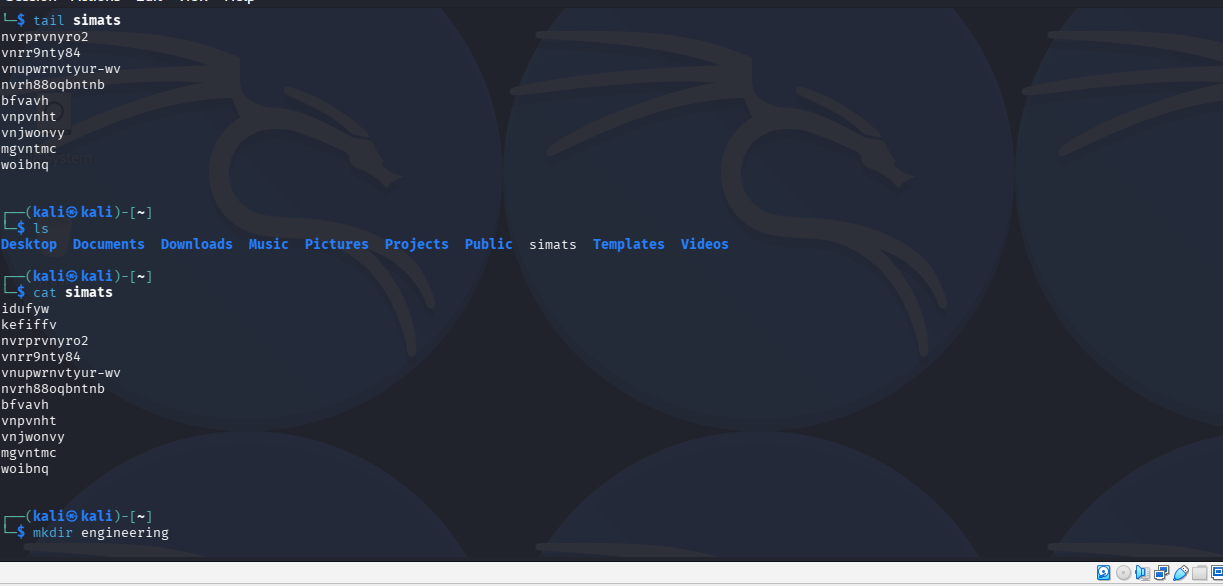 └─$ tail simats
nvrprvnyro2
vnrr9nty84
vnupwrnvtyur-wv
nvrh88oqbntnb
bfvavh
vnpvnht
vnjwonvy
mgvntmc
woibnq
┌──(kali㉿kali)-[~]
└─$ ls
Desktop  Documents  Downloads  Music  Pictures  Projects  Public  simats  Templates  Videos
┌──(kali㉿kali)-[~]
└─$ cat simats
idufyw
kefiffv
nvrprvnyro2
vnrr9nty84
vnupwrnvtyur-wv
nvrh88oqbntnb
bfvavh
vnpvnht
vnjwonvy
mgvntmc
woibnq
┌──(kali㉿kali)-[~]
└─$ mkdir engineering